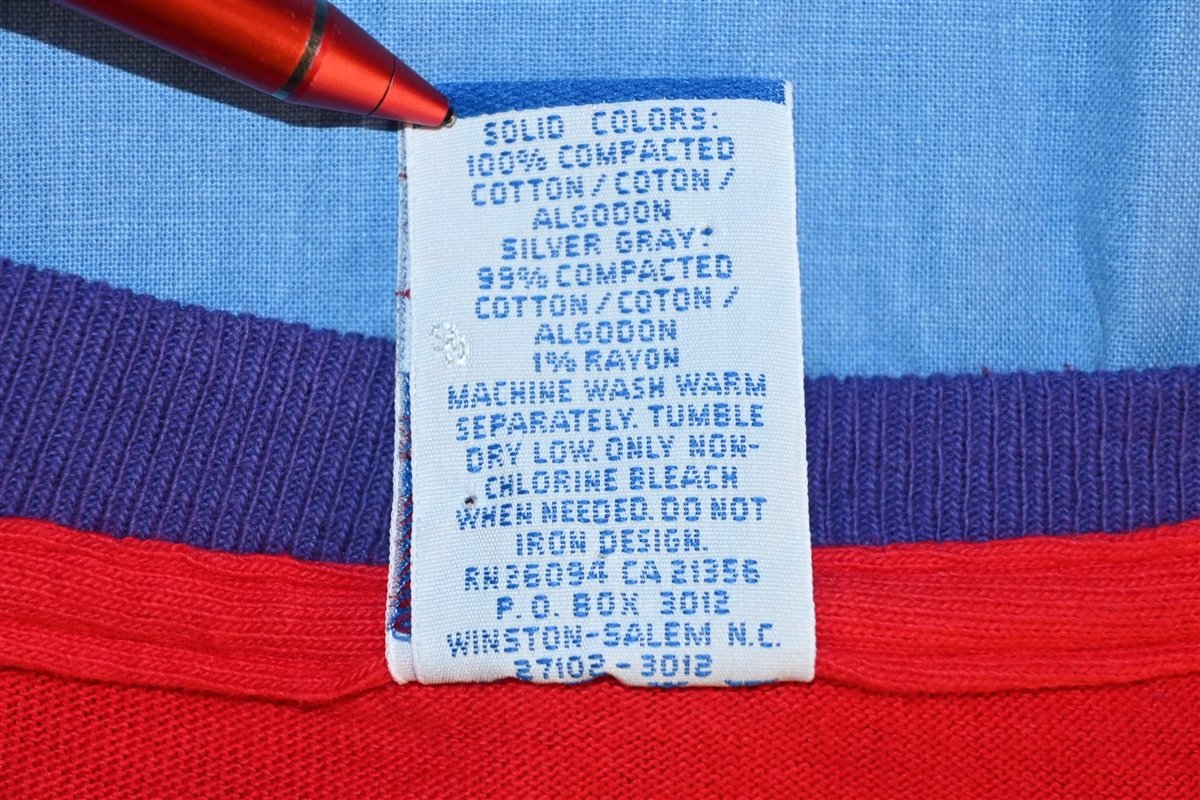 SOLID COLORS:
100% COMPACTED
COTTON / COTON /
ALGODON
SILVER GRAY:
99% COMPACTED
COTTON / COTON /
ALGODON
1% RAYON
MACHINE WASH WARM
SEPARATELY. TUMBLE
DRY LOW. ONLY NON-
CHLORINE BLEACH
WHEN NEEDED. DO NOT
IRON DESIGN.
RN36094 CA21356
P.O. BOX 3012
WINSTON-SALEM N.C.
27102-3012